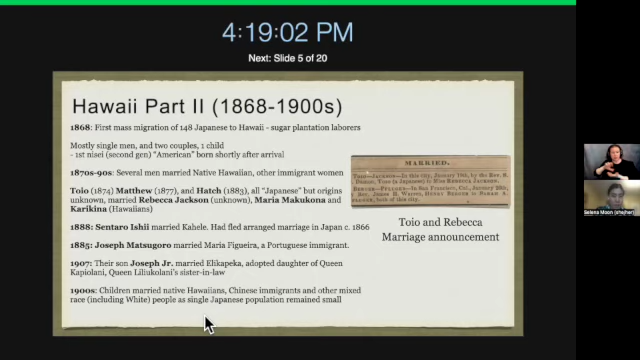 4:19:02 PM
Next: Slide 5 of 20
Hawaii Part II (1868-1900s)
1868: First mass migration of 148 Japanese to Hawaii - sugar plantation laborers
Mostly single men, and two couples, 1 child
- 1st nisei (second gen) “American” born shortly after arrival
1870s-90s: Several men married Native Hawaiian, other immigrant women
Toio (1874) Matthew (1877), and Hatch (1883), all “Japanese” but origins
unknown, married Rebecca Jackson (unknown), Maria Makukona and
Karikina (Hawaiians)
1888: Sentaro Ishii married Kahele. Had fled arranged marriage in Japan c. 1866
1885: Joseph Matsugoro married Maria Figueira, a Portuguese immigrant.
1907: Their son Joseph Jr. married Elikapeka, adopted daughter of Queen
Kapiolani, Queen Liliukolani's sister-in-law
1900s: Children married native Hawaiians, Chinese immigrants and other mixed
race (including White) people as single Japanese population remained small
MARRIED.
Toio and Rebecca
Marriage announcement
Selena Moon (she/her)